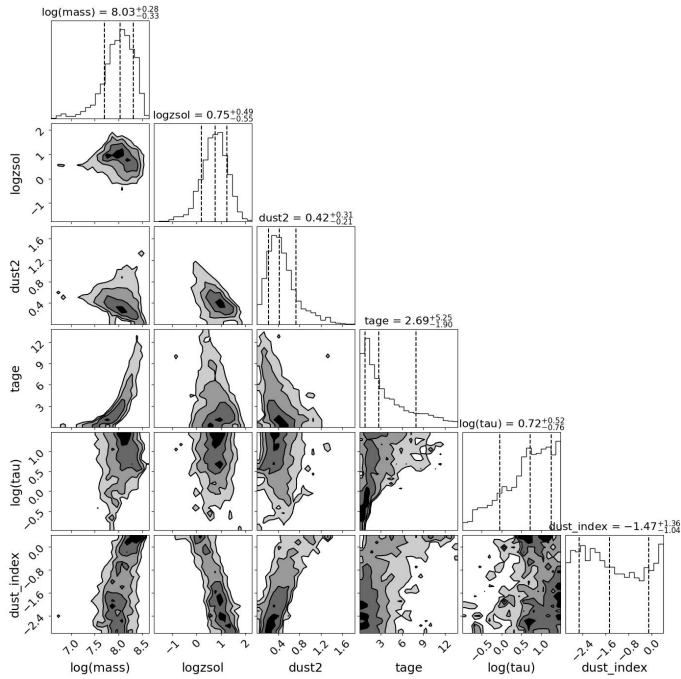 log(mass) = 8.03+0.28 −0.33
logzsol = 0.75+0.49 −0.55
logzsol
2
1
0
−1
dust2 = 0.42+0.31 −0.21
dust2
1.6
1.2
0.8
0.4
tage = 2.69+5.25 −1.90
tage
12
9
6
3
log(tau) = 0.72+0.52 −0.76
log(tau)
1.0
0.5
0.0
−0.5
dust_index = −1.47+1.36 −1.04
dust_index
0.0
−0.8
−1.6
−2.4
7.0 7.5 8.0 8.5 −1 0 1 2 0.4 0.8 1.2 1.6 3 6 9 12 −0.5 0.0 0.5 1.0 −2.4 −1.6 −0.8 0.0
log(mass) logzsol dust2 tage log(tau) dust_index